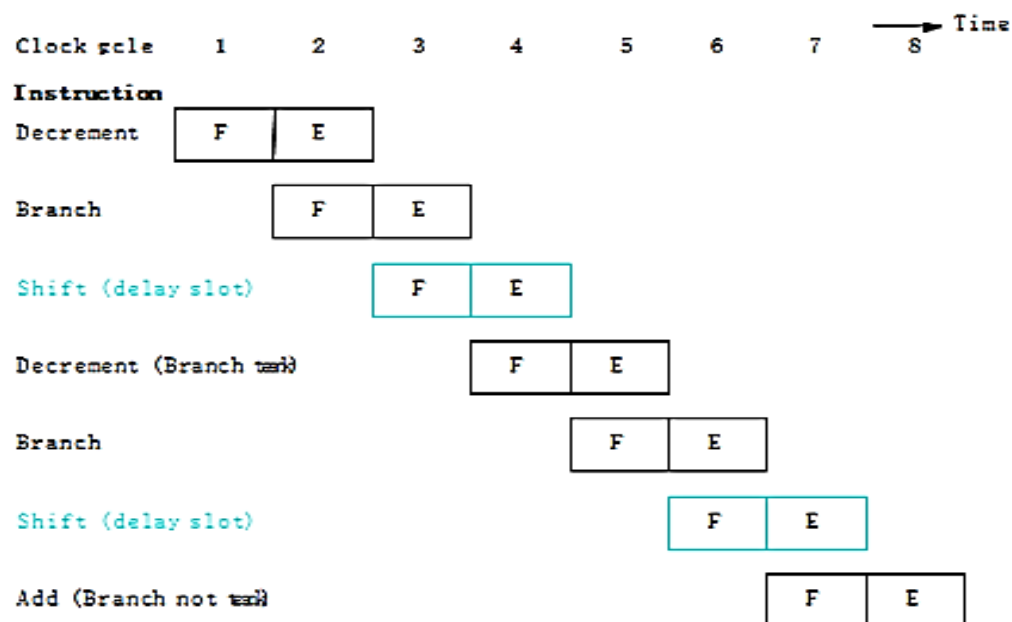 Time
Clock cycle 1 2 3 4 5 6 7 8
Instruction
Decrement F E
Branch F E
Shift (delay slot) F E
Decrement (Branch F E
Branch F E
Shift (delay slot) F E
Add (Branch not F E